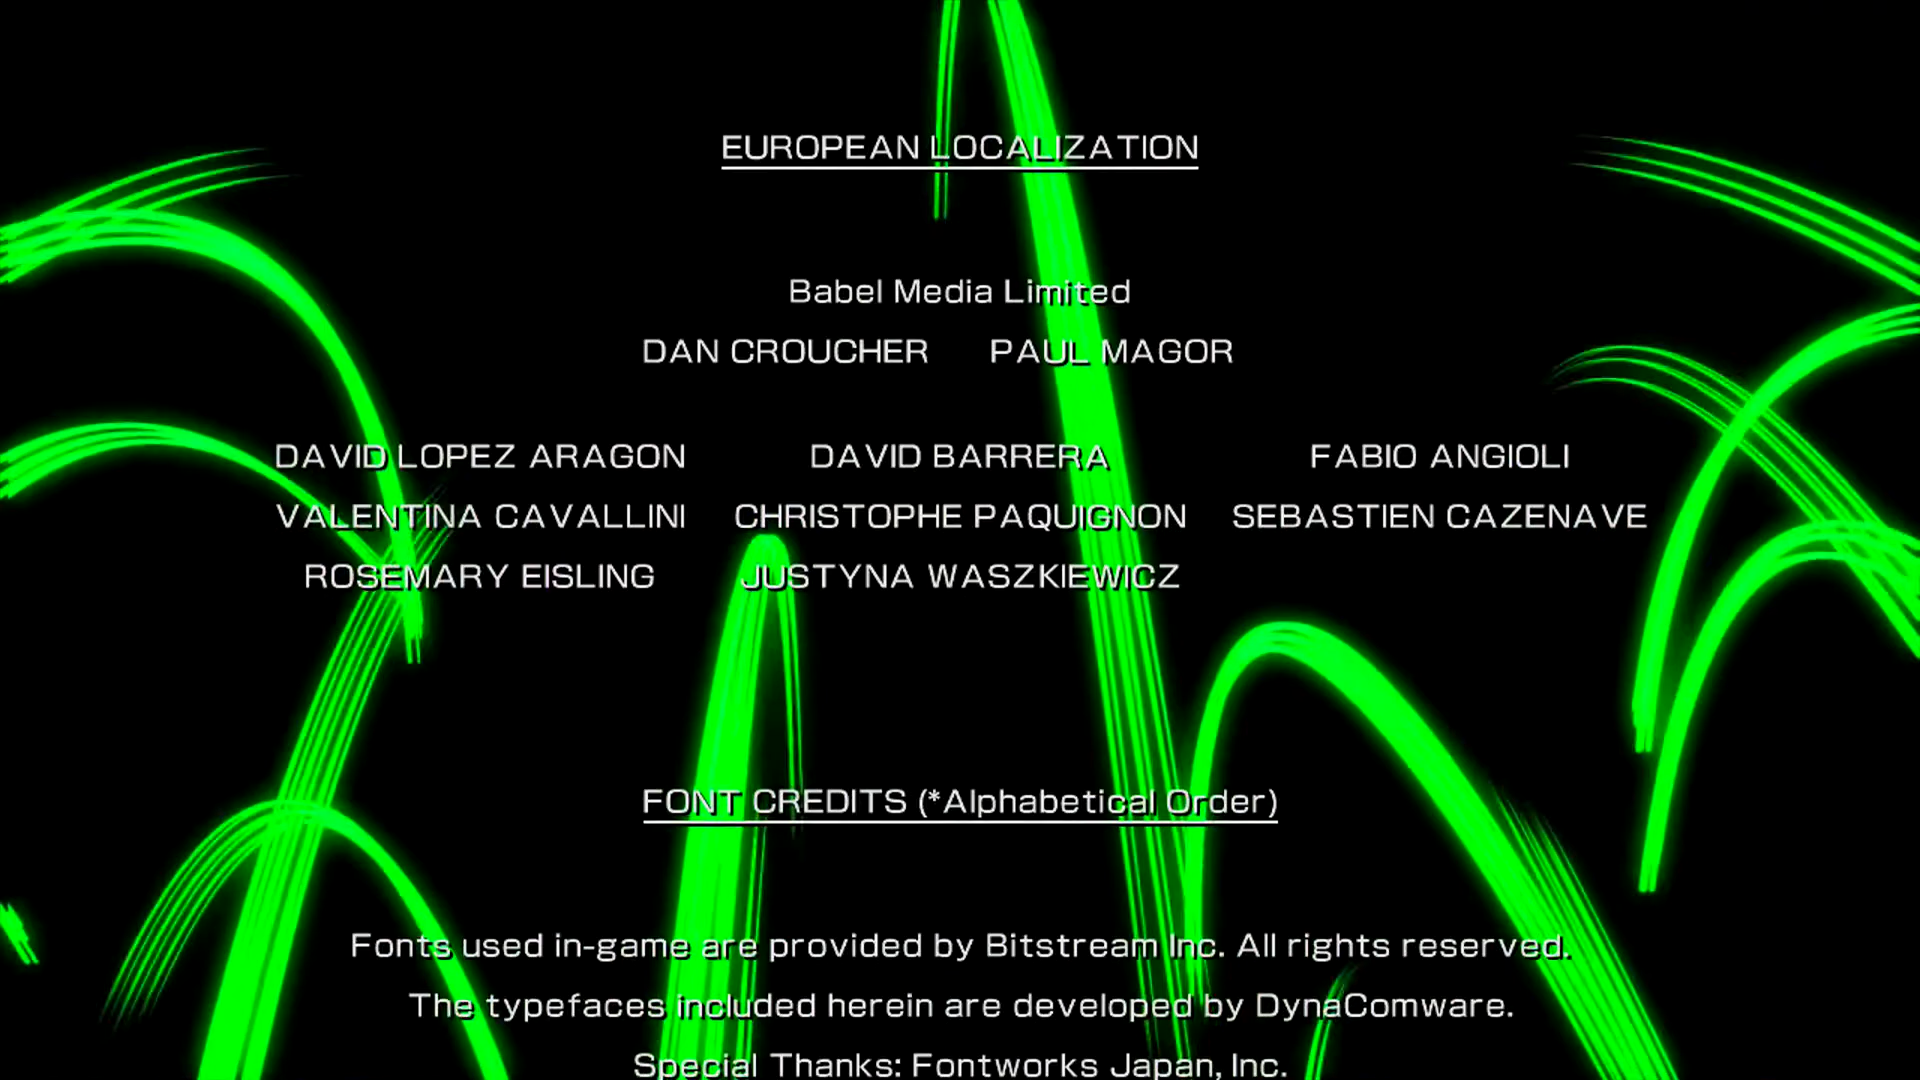 EUROPEAN LOCALIZATION
Babel Media Limited
DAN CROUCHER PAUL MAGOR
DAVID LOPEZ ARAGON DAVID BARRERA FABIO ANGIOLI
VALENTINA CAVALLINI CHRISTOPHE PAQUIGNON SEBASTIEN CAZENAVE
ROSEMARY EISLING JUSTYNA WASZKIEWICZ
FONT CREDITS (*Alphabetical Order)
Fonts used in-game are provided by Bitstream Inc. All rights reserved.
The typefaces included herein are developed by DynaComware.
Special Thanks: Fontworks Japan, Inc.